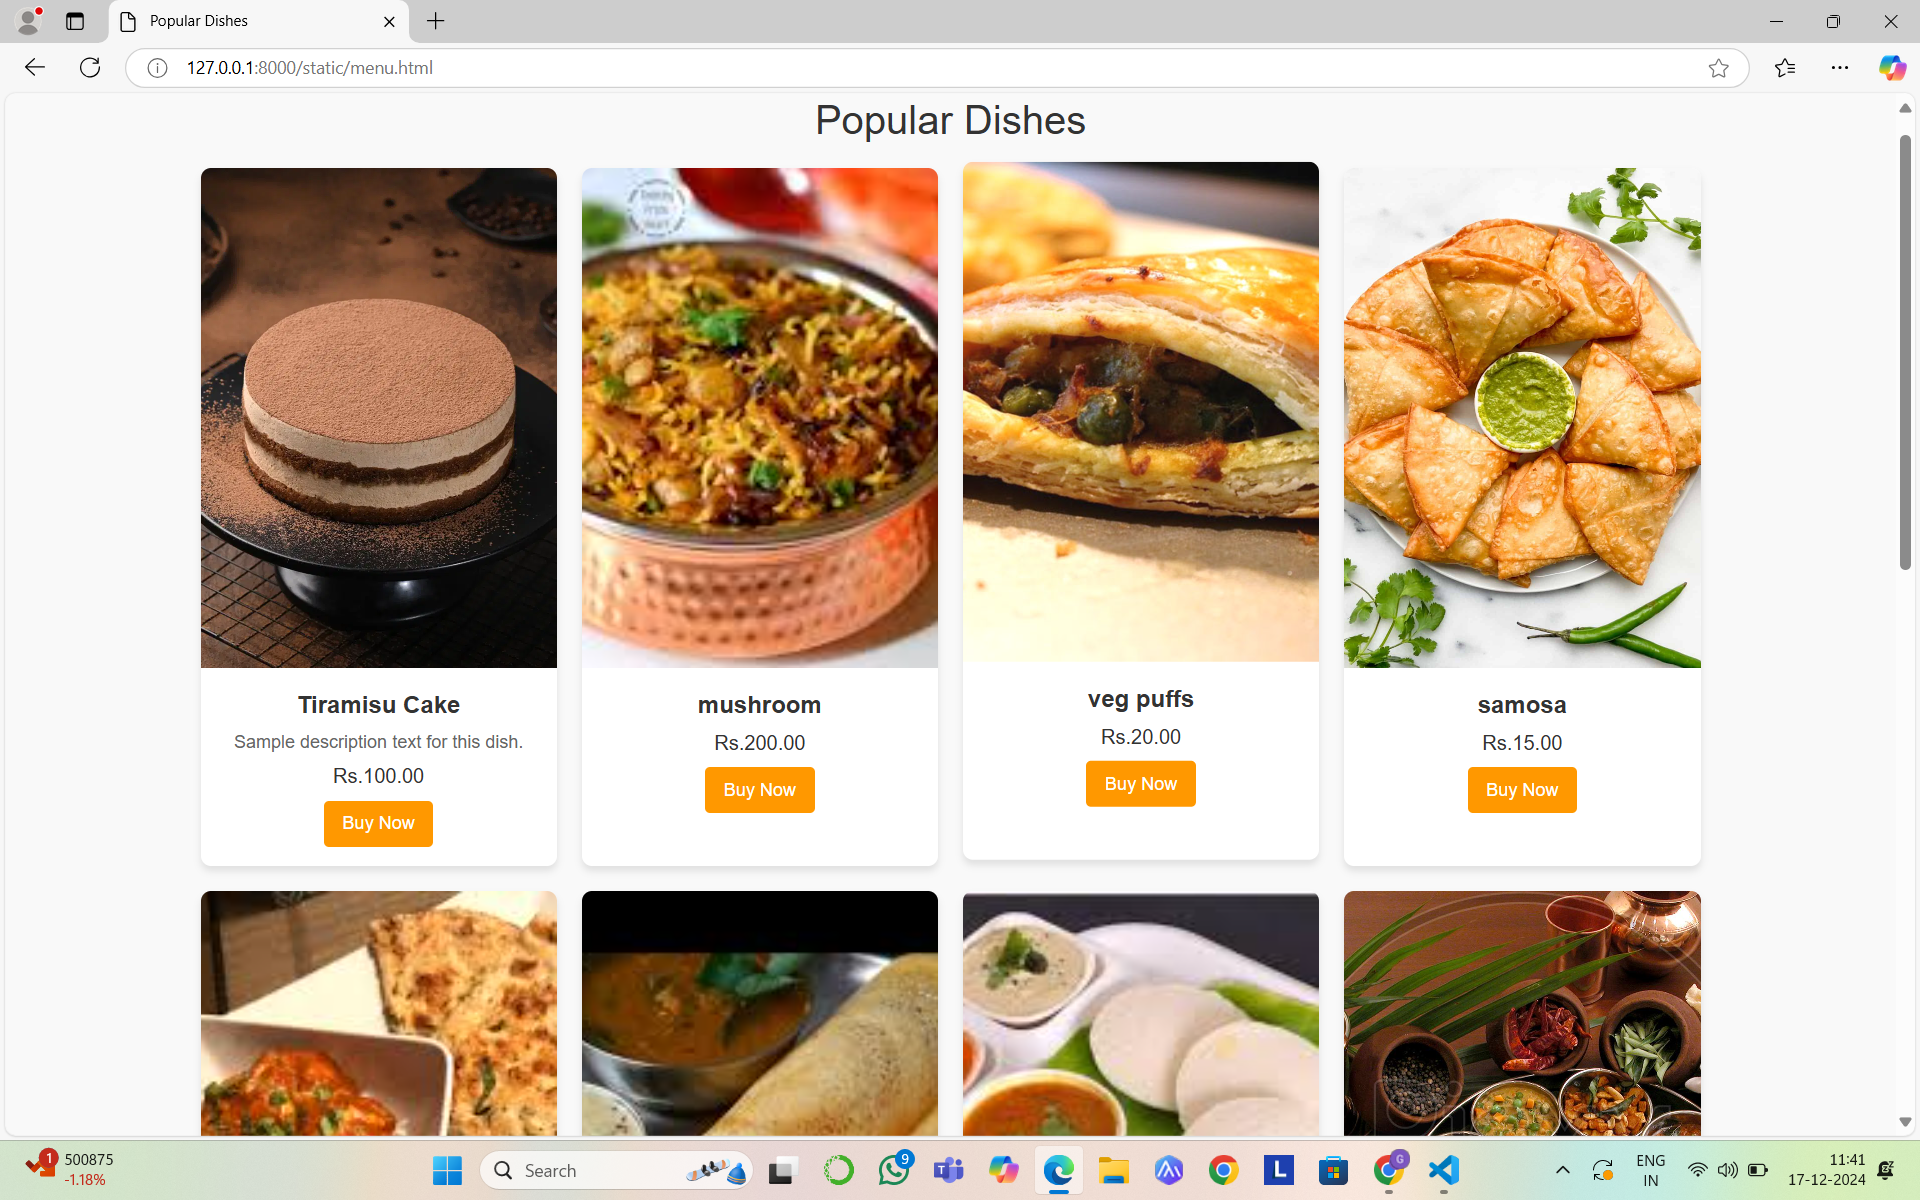 Popular Dishes
127.0.0.1:8000/static/menu.html
Popular Dishes
Tiramisu Cake
Sample description text for this dish.
Rs.100.00
Buy Now
mushroom
Rs.200.00
Buy Now
veg puffs
Rs.20.00
Buy Now
samosa
Rs.15.00
Buy Now
1
500875
-1.18%
Search
9
T
L
G
ENG
IN
11:41
17-12-2024